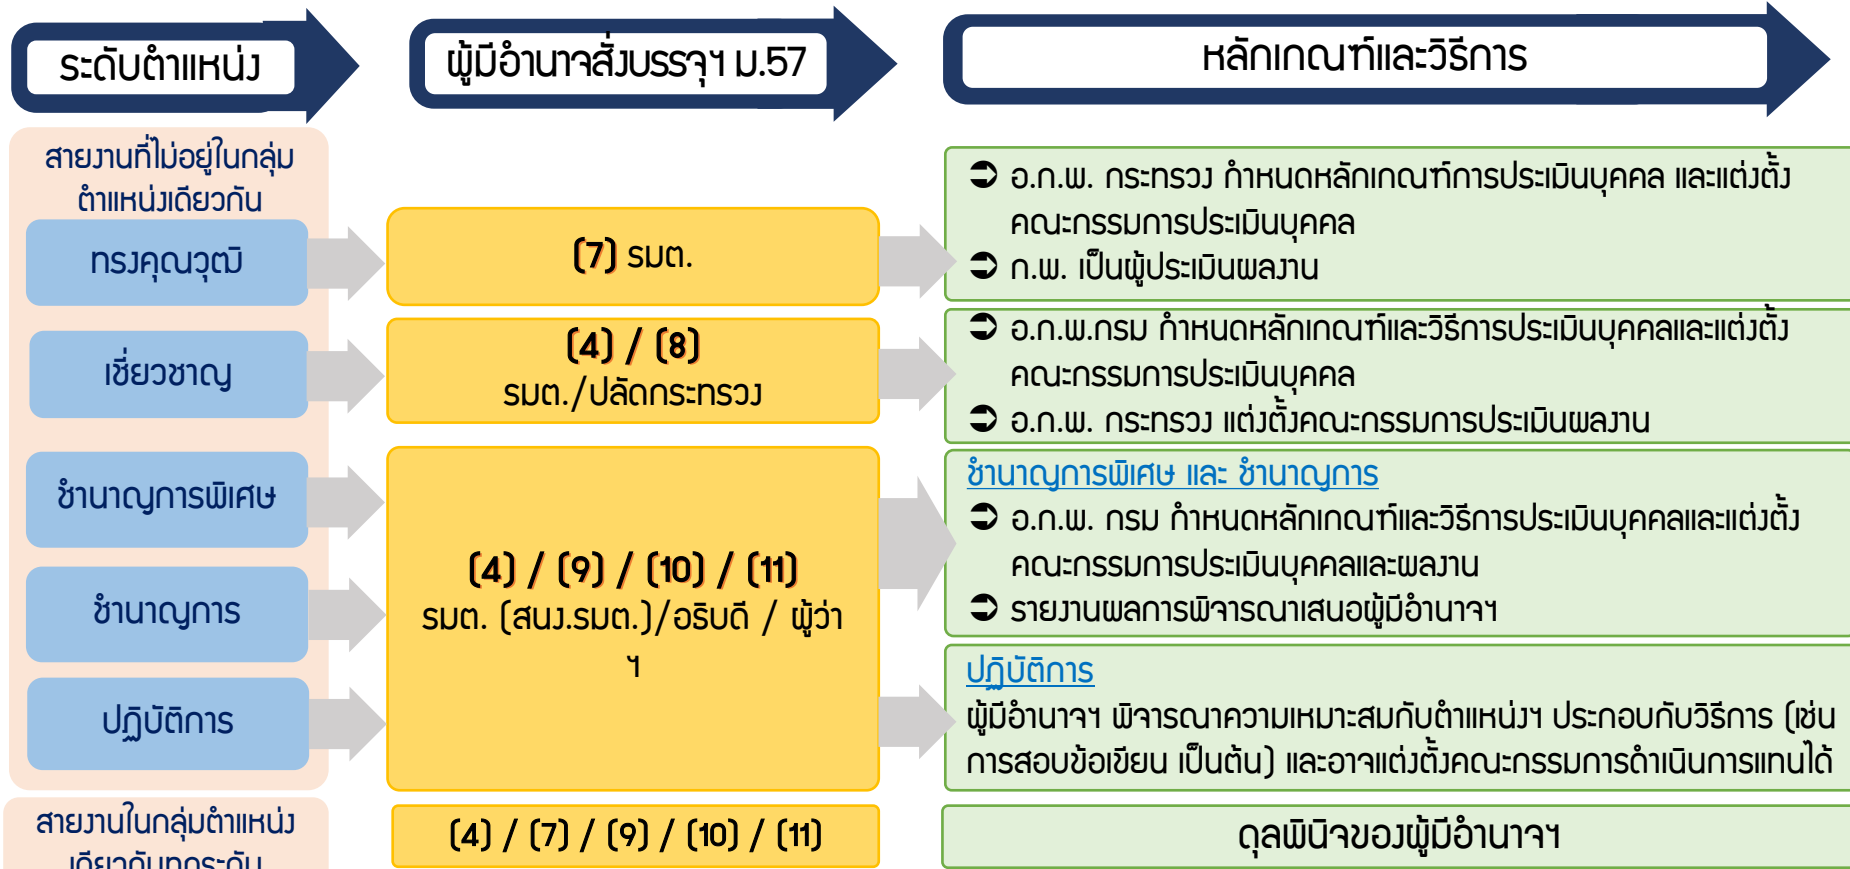 ระดับตำแหน่ง
ผู้มีอำนาจสั่งบรรจุฯ ม.57
หลักเกณฑ์และวิธีการ
สายงานที่ไม่อยู่ในกลุ่ม
ตำแหน่งเดียวกัน
ทรงคุณวุฒิ
(7) รมต.
➲ อ.ก.พ. กระทรวง กำหนดหลักเกณฑ์การประเมินบุคคล และแต่งตั้ง
คณะกรรมการประเมินบุคคล
➲ ก.พ. เป็นผู้ประเมินผลงาน
เชี่ยวชาญ
(4) / (8)
รมต./ปลัดกระทรวง
➲ อ.ก.พ.กรม กำหนดหลักเกณฑ์และวิธีการประเมินบุคคลและแต่งตั้ง
คณะกรรมการประเมินบุคคล
➲ อ.ก.พ. กระทรวง แต่งตั้งคณะกรรมการประเมินผลงาน
ชำนาญการพิเศษ
ชำนาญการ
ปฏิบัติการ
(4) / (9) / (10) / (11)
รมต. (สนง.รมต.)/อธิบดี / ผู้ว่า
ฯ
ชำนาญการพิเศษ และ ชำนาญการ
➲ อ.ก.พ. กรม กำหนดหลักเกณฑ์และวิธีการประเมินบุคคลและแต่งตั้ง
คณะกรรมการประเมินบุคคลและผลงาน
➲ รายงานผลการพิจารณาเสนอผู้มีอำนาจฯ
ปฏิบัติการ
ผู้มีอำนาจฯ พิจารณาความเหมาะสมกับตำแหน่งฯ ประกอบกับวิธีการ (เช่น
การสอบข้อเขียน เป็นต้น) และอาจแต่งตั้งคณะกรรมการดำเนินการแทนได้
สายงานในกลุ่มตำแหน่ง
เดียวกันทุกระดับ
(4) / (7) / (9) / (10) / (11)
ดุลพินิจของผู้มีอำนาจฯ